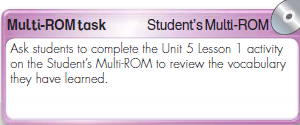 Multi-ROM task Student's Multi-ROM
Ask students to complete the Unit 5 Lesson 1 activity
on the Student's Multi-ROM to review the vocabulary
they have learned.